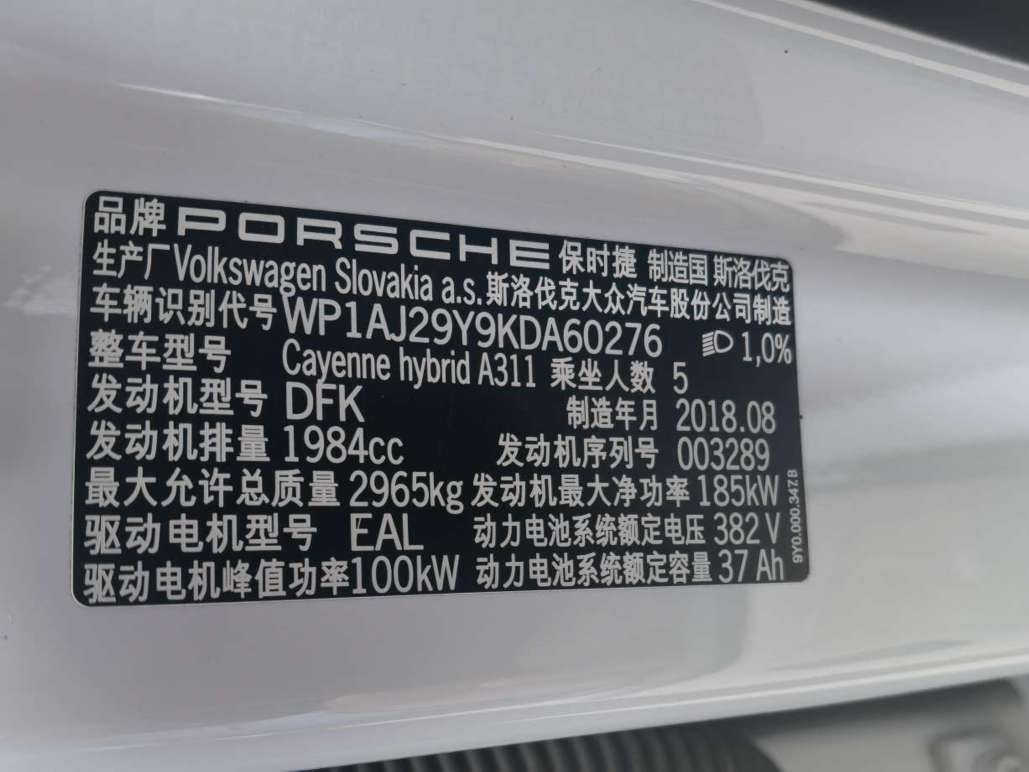 品牌 PORSCHE 保时捷 制造国 斯洛伐克
生产厂 Volkswagen Slovakia a.s. 斯洛伐克大众汽车股份公司制造
车辆识别代号 WP1AJ29Y9KDA60276 1,0%
整车型号 Cayenne hybrid A311 乘坐人数 5
发动机型号 DFK 制造年月 2018.08
发动机排量 1984cc 发动机序列号 003289
最大允许总质量 2965kg 发动机最大净功率 185kW
驱动电机型号 EAL 动力电池系统额定电压 382 V
驱动电机峰值功率 100kW 动力电池系统额定容量 37 Ah
9Y0.000.347.B